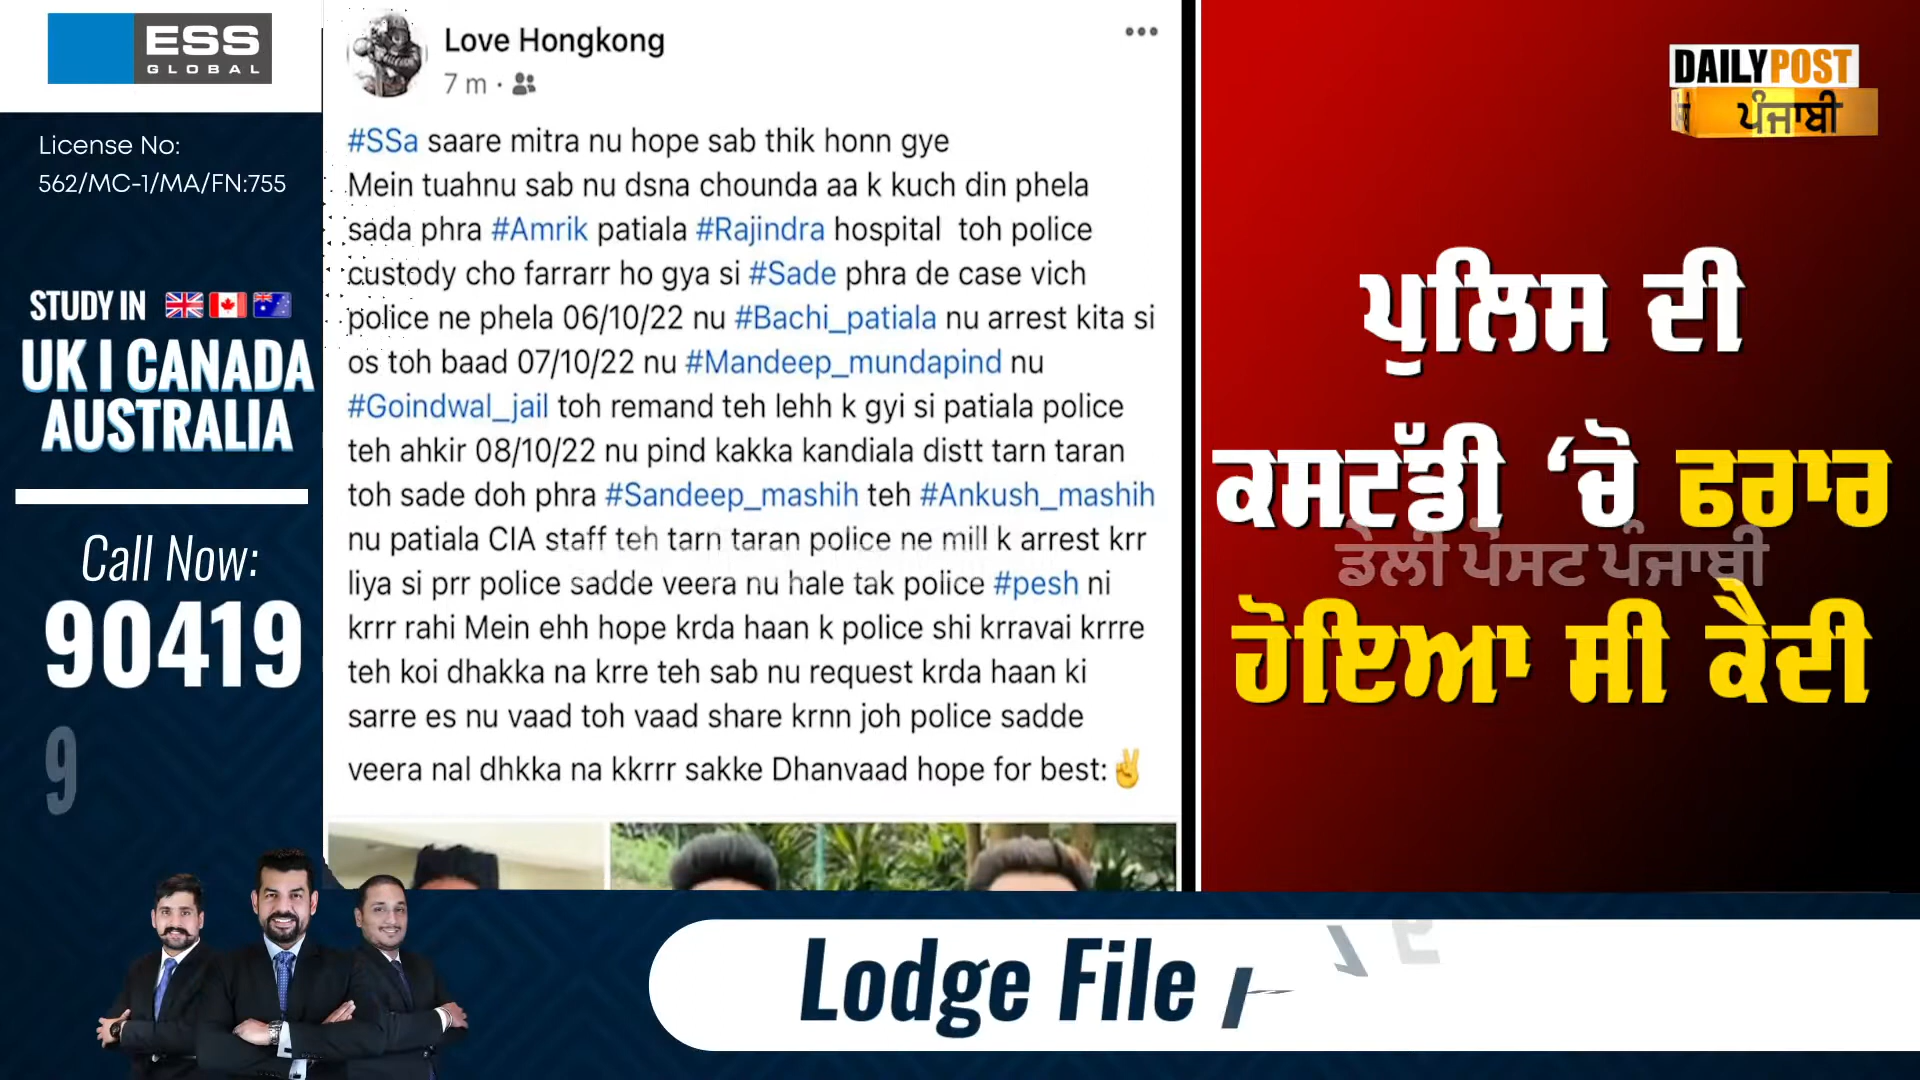 ESS
GLOBAL
License No:
562/MC-1/MA/FN:755
STUDY IN
UK I CANADA
AUSTRALIA
Call Now:
90419
9
Love Hongkong
7 m
#SSa saare mitra nu hope sab thik honn gye
Mein tuahnu sab nu dsna chounda aa k kuch din phela
sada phra #Amrik patiala #Rajindra hospital toh police
custody cho farrarr ho gya si #Sade phra de case vich
police ne phela 06/10/22 nu #Bachi_patiala nu arrest kita si
os toh baad 07/10/22 nu #Mandeep_mundapind nu
#Goindwal_jail toh remand teh lehh k gyi si patiala police
teh ahkir 08/10/22 nu pind kakka kandiala distt tarn taran
toh sade doh phra #Sandeep_mashih teh #Ankush_mashih
nu patiala CIA staff teh tarn taran police ne mill k arrest krr
liya si prr police sadde veera nu hale tak police #pesh ni
krrr rahi Mein ehh hope krda haan k police shi krravai krrre
teh koi dhakka na krre teh sab nu request krda haan ki
sarre es nu vaad toh vaad share krnn joh police sadde
veera nal dhkka na kkrrr sakke Dhanvaad hope for best:✌
DAILYPOST
ਪੰਜਾਬੀ
ਪੁਲਿਸ ਦੀ
ਕਸਟੱਡੀ ‘ਚੋ ਫਰਾਰ
ਡੇਲੀ ਪੋਸਟ ਪੰਜਾਬੀ
ਹੋਇਆ ਸੀ ਕੈਦੀ
Lodge File